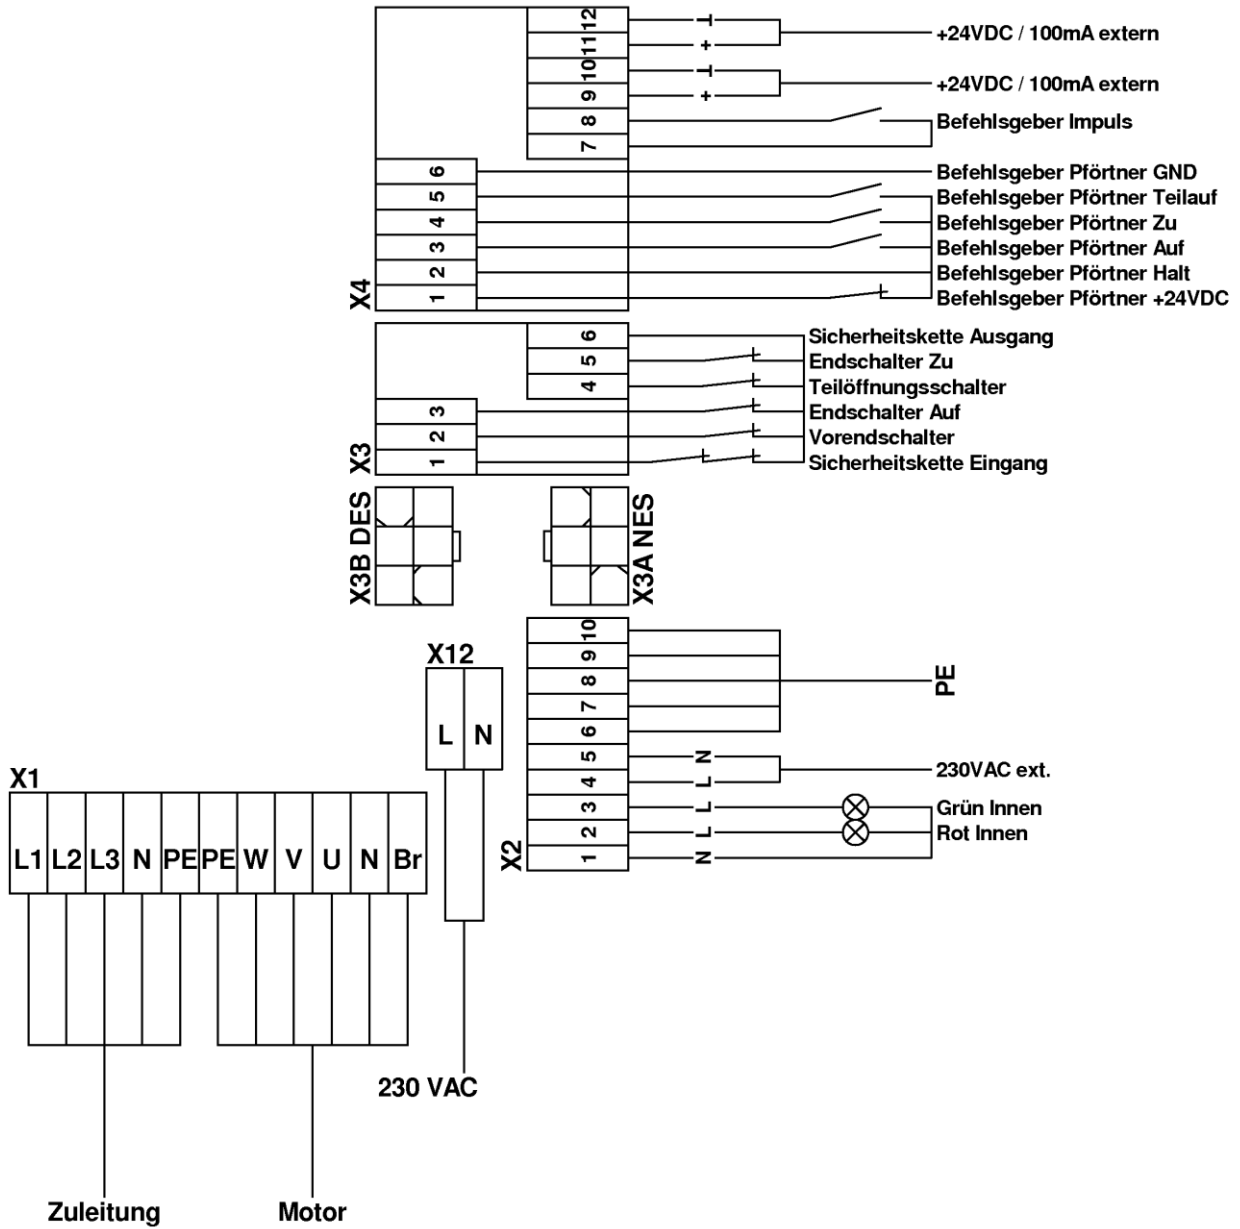 12
+24VDC / 100mA extern
11 +
10
+24VDC / 100mA extern
9 +
8 Befehlsgeber Impuls
7
6 Befehlsgeber Pförtner GND
5 Befehlsgeber Pförtner Teilauf
4 Befehlsgeber Pförtner Zu
3 Befehlsgeber Pförtner Auf
2 Befehlsgeber Pförtner Halt
1 Befehlsgeber Pförtner +24VDC
X4
6 Sicherheitskette Ausgang
5 Endschalter Zu
4 Teilöffnungsschalter
3 Endschalter Auf
2 Vorendschalter
1 Sicherheitskette Eingang
X3
X3B DES
X3A NES
10
9
8 PE
7
6
5 N
230VAC ext.
4 L
3 L Grün Innen
2 L Rot Innen
1 N
X2
X12
L N
230 VAC
X1
L1 L2 L3 N PE PE W V U N Br
Zuleitung
Motor